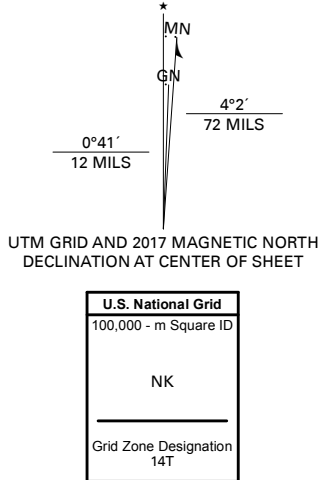 ★
MN
GN
4°2´
72 MILS
0°41´
12 MILS
UTM GRID AND 2017 MAGNETIC NORTH
DECLINATION AT CENTER OF SHEET
U.S. National Grid
100,000 - m Square ID
NK
Grid Zone Designation
14T